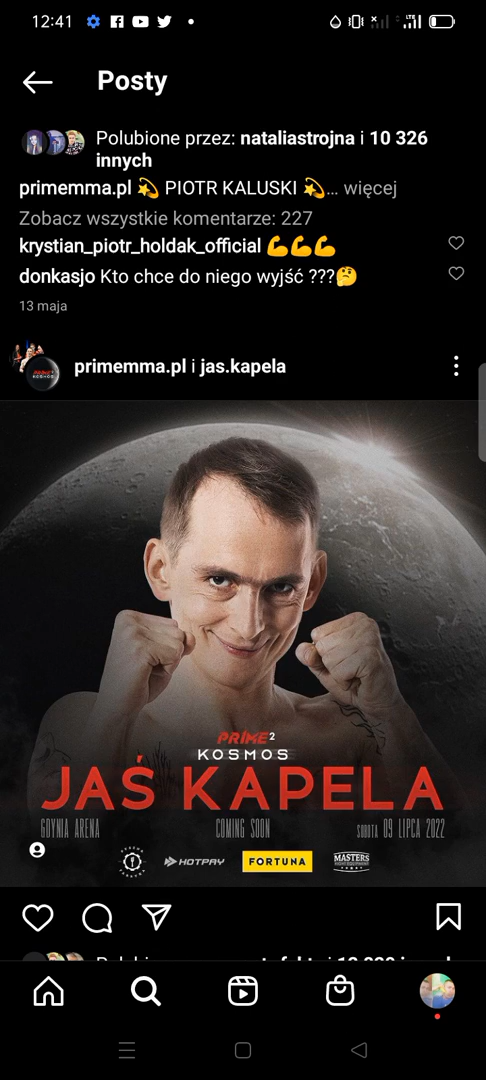 12:41
LTE
Posty
Polubione przez: nataliastrojna i 10 326
innych
primemma.pl 💫 PIOTR KALUSKI 💫... więcej
Zobacz wszystkie komentarze: 227
krystian_piotr_holdak_official 💪💪💪
donkasjo Kto chce do niego wyjść ???🤔
13 maja
primemma.pl i jas.kapela
PRIME 2
KOSMOS
JAŚ KAPELA
GDYNIA ARENA COMING SOON SOBOTA 09 LIPCA 2022
HOTPAY FORTUNA MASTERS